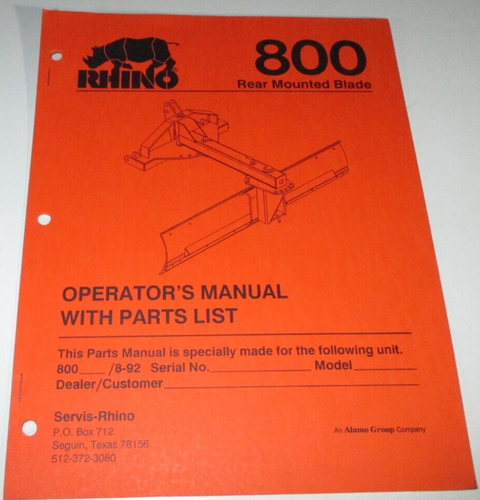 RHINO
800
Rear Mounted Blade
OPERATOR'S MANUAL
WITH PARTS LIST
This Parts Manual is specially made for the following unit.
800____/8-92 Serial No.______________ Model________
Dealer/Customer______________________________
Servis-Rhino
P.O. Box 712
Seguin, Texas 78156
512-372-3080
An Alamo Group Company